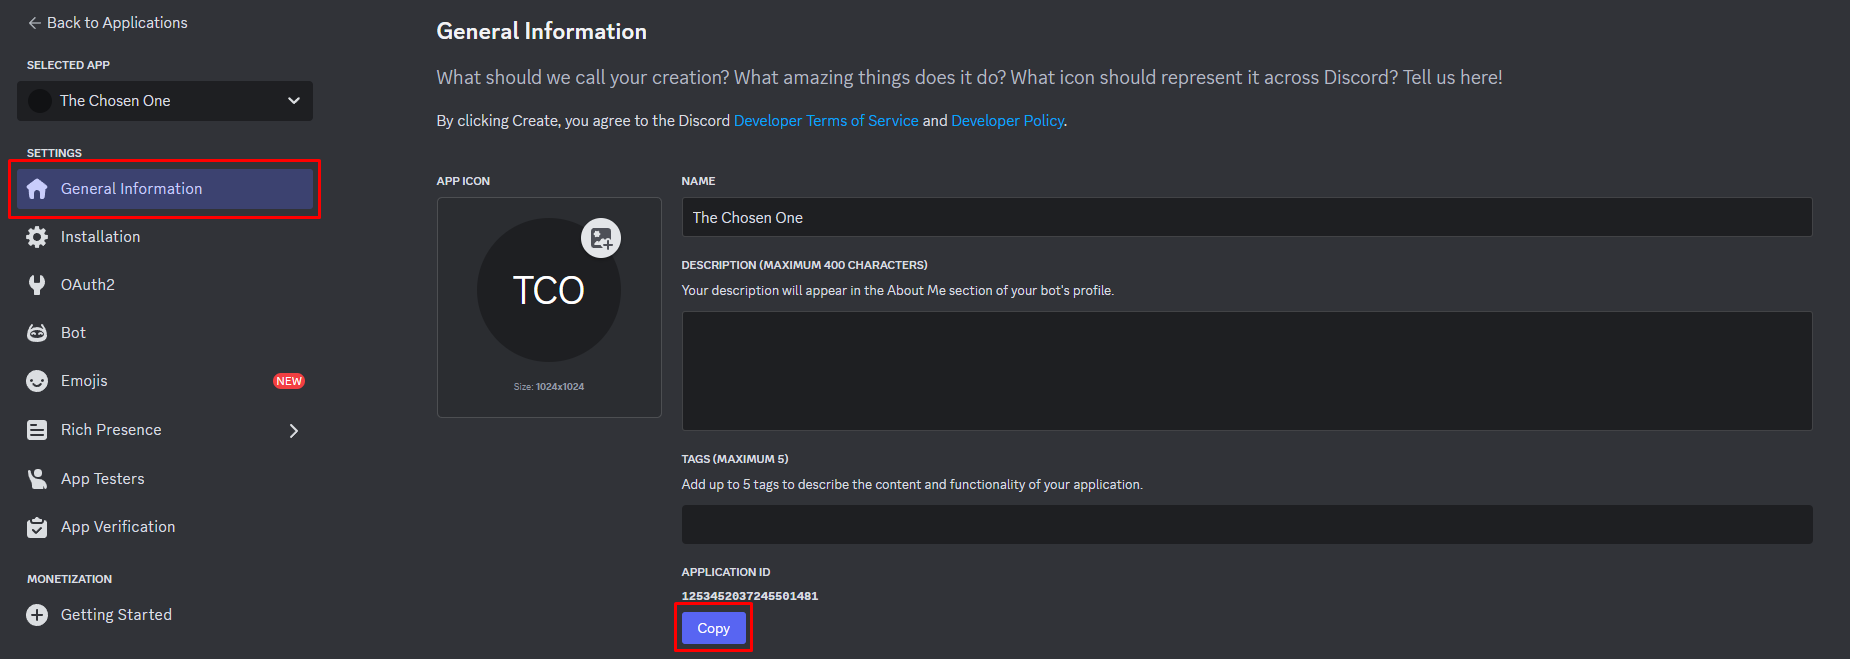 Back to Applications
SELECTED APP
The Chosen One
SETTINGS
General Information
Installation
OAuth2
Bot
Emojis NEW
Rich Presence
App Testers
App Verification
MONETIZATION
Getting Started
General Information
What should we call your creation? What amazing things does it do? What icon should represent it across Discord? Tell us here!
By clicking Create, you agree to the Discord Developer Terms of Service and Developer Policy.
APP ICON
TCO
Size: 1024x1024
NAME
The Chosen One
DESCRIPTION (MAXIMUM 400 CHARACTERS)
Your description will appear in the About Me section of your bot's profile.
TAGS (MAXIMUM 5)
Add up to 5 tags to describe the content and functionality of your application.
APPLICATION ID
1253452037245501481
Copy